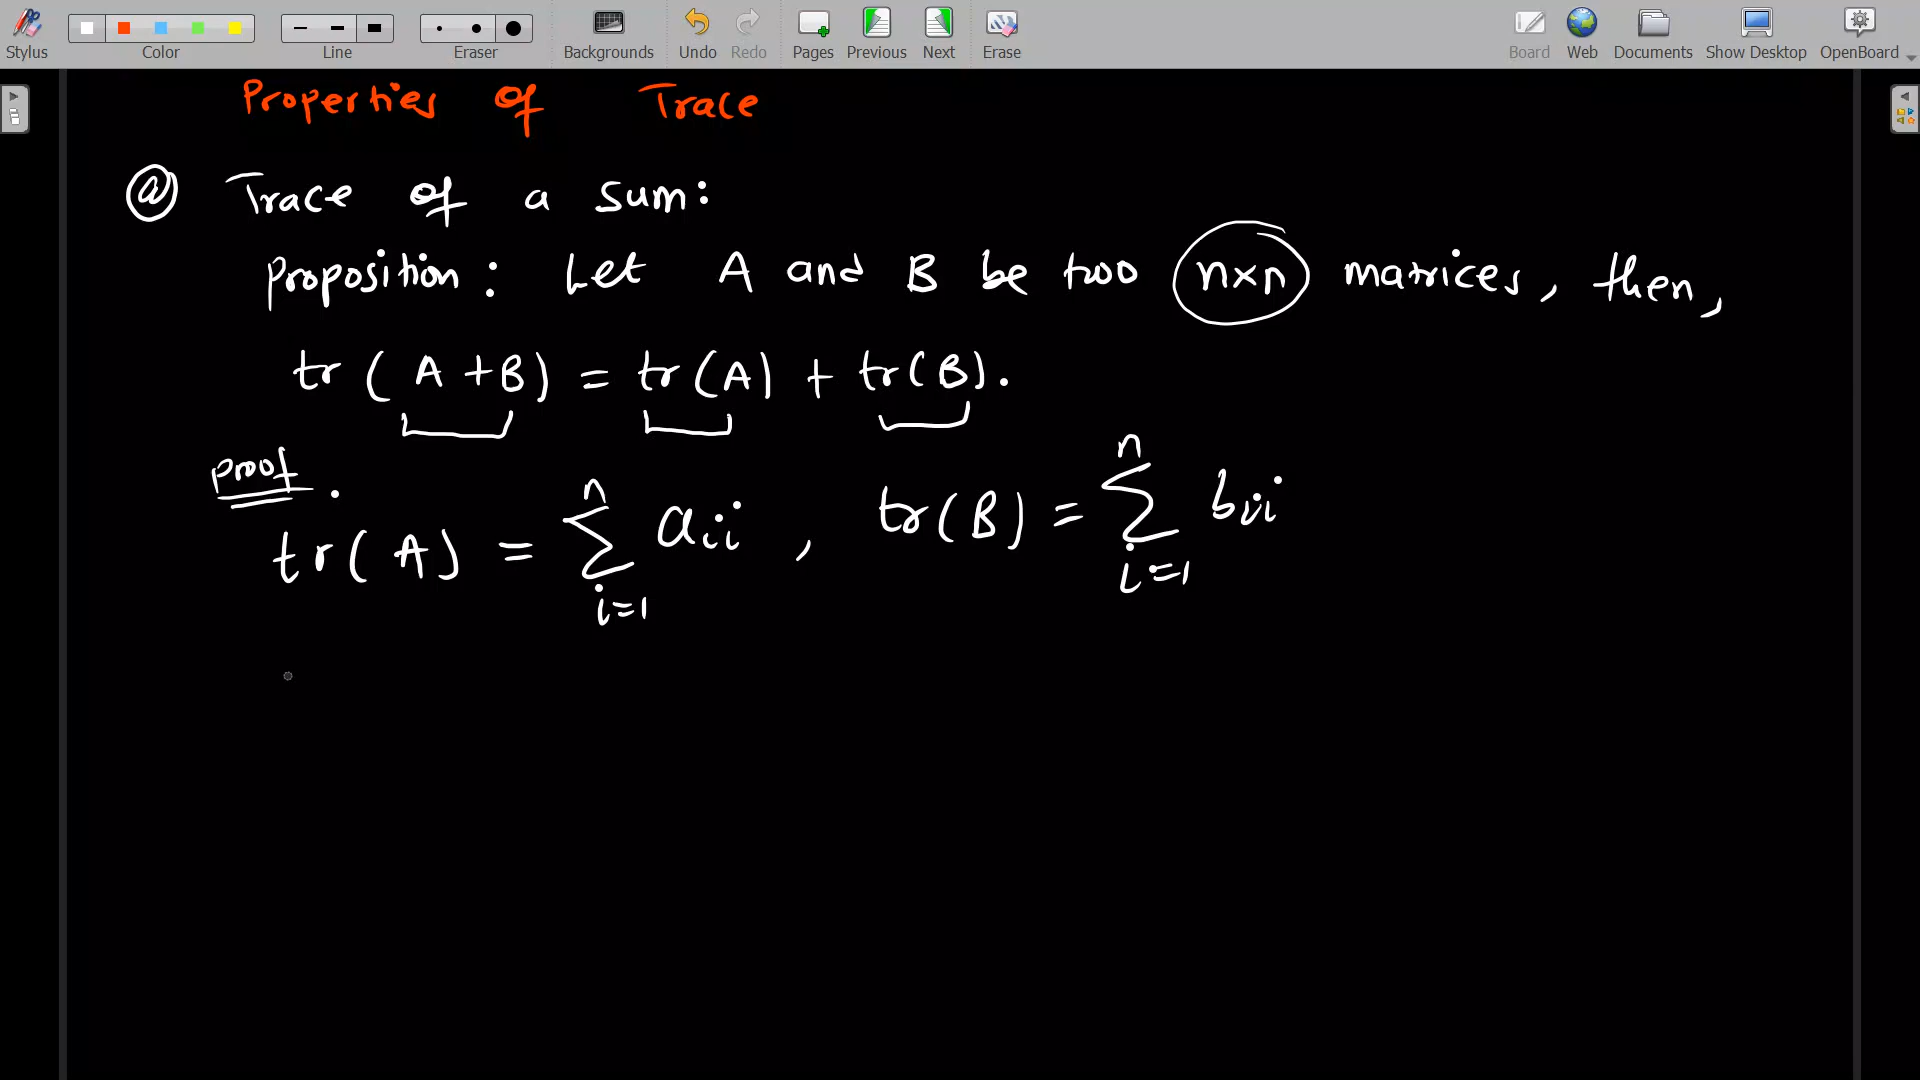 Stylus Color Line Eraser Backgrounds Undo Redo Pages Previous Next Erase Board Web Documents Show Desktop OpenBoard
Properties of Trace
ⓐ Trace of a sum:
proposition: Let A and B be two n×n matrices, then,
tr (A+B) = tr(A) + tr(B).
proof.
tr(A) = ∑ⁿᵢ₌₁ aᵢᵢ , tr(B) = ∑ⁿᵢ₌₁ bᵢᵢ